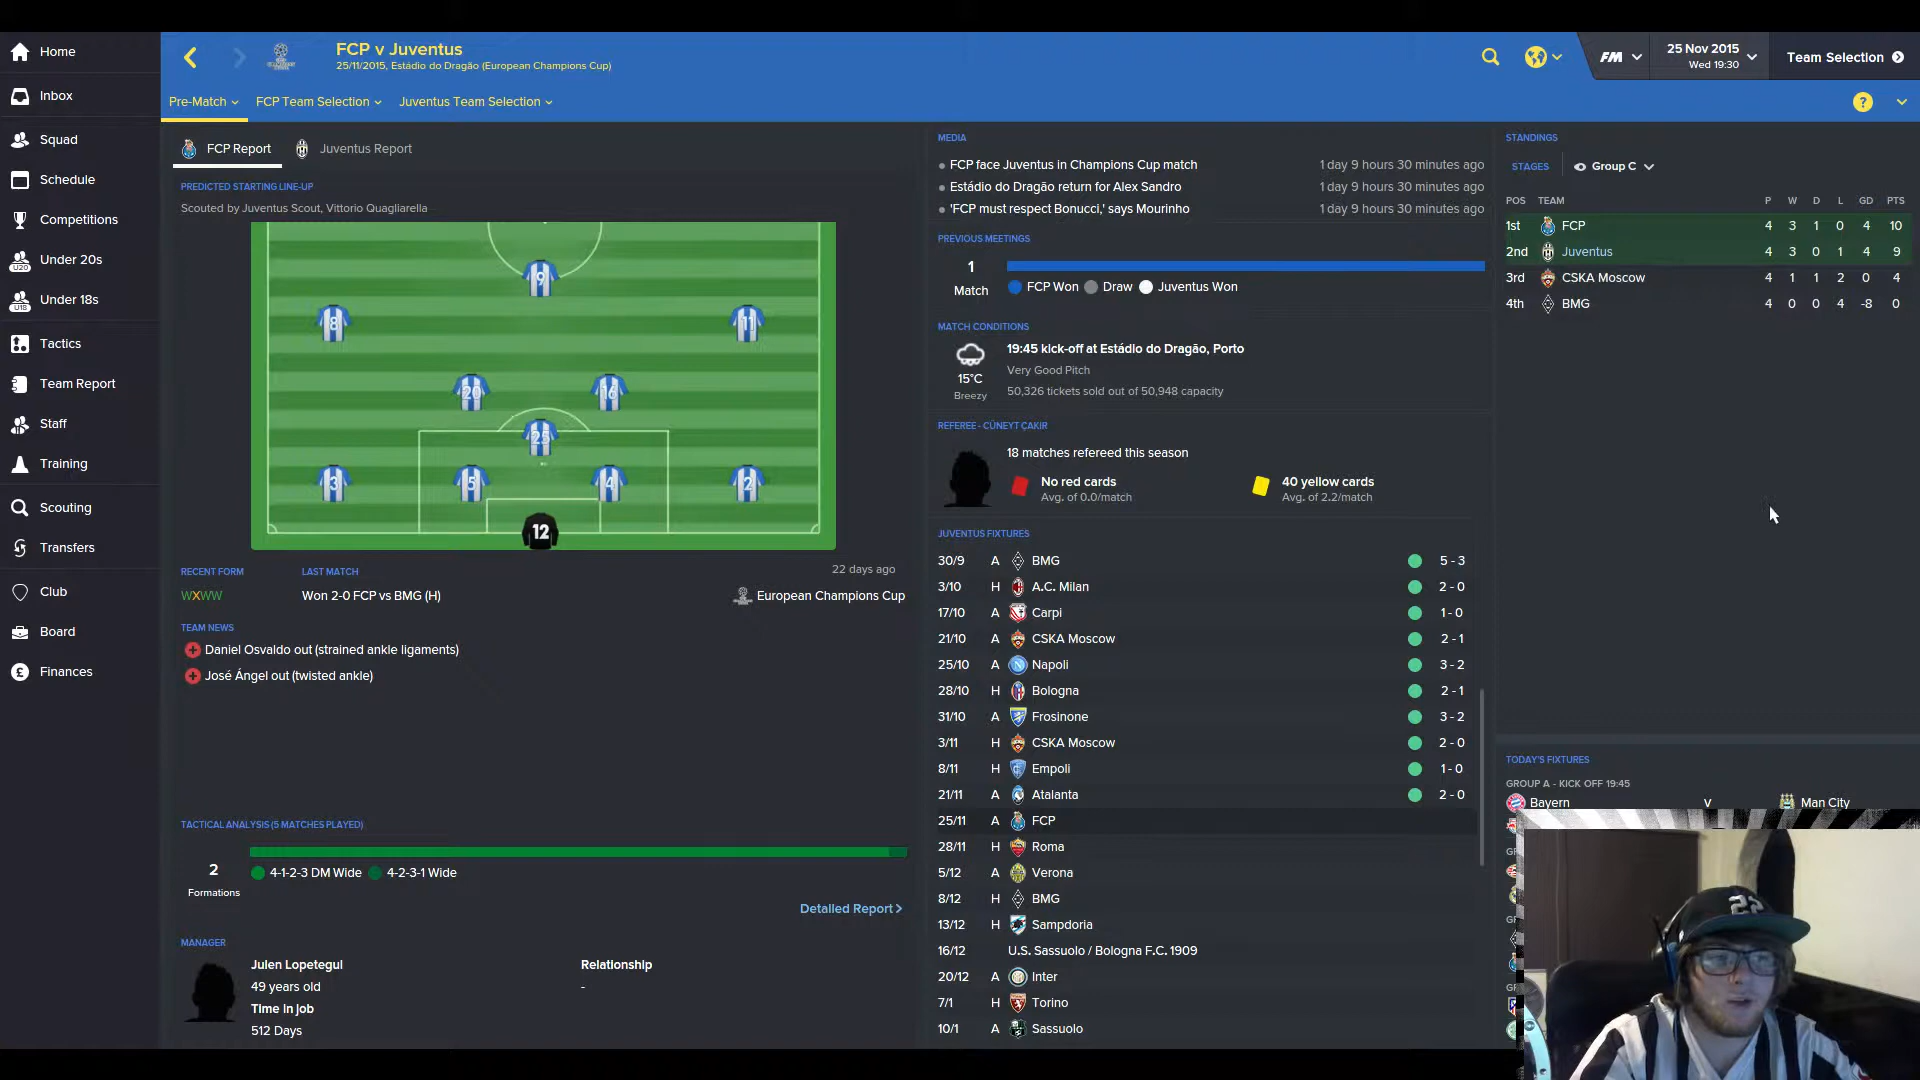 Home
Inbox
Squad
Schedule
Competitions
Under 20s
Under 18s
Tactics
Team Report
Staff
Training
Scouting
Transfers
Club
Board
Finances
FCP v Juventus
25/11/2015, Estádio do Dragão (European Champions Cup)
FM
25 Nov 2015
Wed 19:30
Team Selection
Pre-Match
FCP Team Selection
Juventus Team Selection
?
FCP Report
Juventus Report
PREDICTED STARTING LINE-UP
Scouted by Juventus Scout, Vittorio Quagliarella
9
8 11
20 16
25
3 5 4 2
12
RECENT FORM
WXWW
LAST MATCH
22 days ago
Won 2-0 FCP vs BMG (H)
European Champions Cup
TEAM NEWS
Daniel Osvaldo out (strained ankle ligaments)
José Ángel out (twisted ankle)
TACTICAL ANALYSIS (5 MATCHES PLAYED)
2
Formations
4-1-2-3 DM Wide 4-2-3-1 Wide
Detailed Report >
MANAGER
Julen Lopetegui
49 years old
Time in job
512 Days
Relationship
-
MEDIA
FCP face Juventus in Champions Cup match 1 day 9 hours 30 minutes ago
Estádio do Dragão return for Alex Sandro 1 day 9 hours 30 minutes ago
'FCP must respect Bonucci,' says Mourinho 1 day 9 hours 30 minutes ago
PREVIOUS MEETINGS
1
Match
FCP Won Draw Juventus Won
MATCH CONDITIONS
19:45 kick-off at Estádio do Dragão, Porto
Very Good Pitch
50,326 tickets sold out of 50,948 capacity
15°C
Breezy
REFEREE - CÜNEYT ÇAKIR
18 matches refereed this season
No red cards
Avg. of 0.0/match
40 yellow cards
Avg. of 2.2/match
JUVENTUS FIXTURES
30/9 A BMG 5 - 3
3/10 H A.C. Milan 2 - 0
17/10 A Carpi 1 - 0
21/10 A CSKA Moscow 2 - 1
25/10 A Napoli 3 - 2
28/10 H Bologna 2 - 1
31/10 A Frosinone 3 - 2
3/11 H CSKA Moscow 2 - 0
8/11 H Empoli 1 - 0
21/11 A Atalanta 2 - 0
25/11 A FCP
28/11 H Roma
5/12 A Verona
8/12 H BMG
13/12 H Sampdoria
16/12 U.S. Sassuolo / Bologna F.C. 1909
20/12 A Inter
7/1 H Torino
10/1 A Sassuolo
STANDINGS
STAGES Group C
POS TEAM P W D L GD PTS
1st FCP 4 3 1 0 4 10
2nd Juventus 4 3 0 1 4 9
3rd CSKA Moscow 4 1 1 2 0 4
4th BMG 4 0 0 4 -8 0
TODAY'S FIXTURES
GROUP A - KICK OFF 19:45
Bayern v Man City